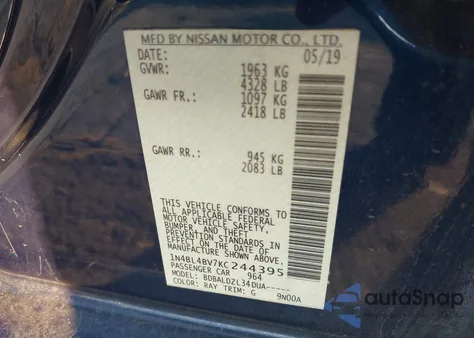 MFD BY NISSAN MOTOR CO., LTD.
DATE: 05/19
GVWR: 1963 KG
4328 LB
GAWR FR.: 1097 KG
2418 LB
GAWR RR.: 945 KG
2083 LB
THIS VEHICLE CONFORMS TO
ALL APPLICABLE FEDERAL
MOTOR VEHICLE SAFETY,
BUMPER, AND THEFT
PREVENTION STANDARDS IN
EFFECT ON THE DATE OF
MANUFACTURE SHOWN ABOVE.
1N4BL4BV7KC244395
PASSENGER CAR 964
MODEL: BDBALDZL34DUA-----
COLOR: RAY TRIM: G 9N00A
autoSnap